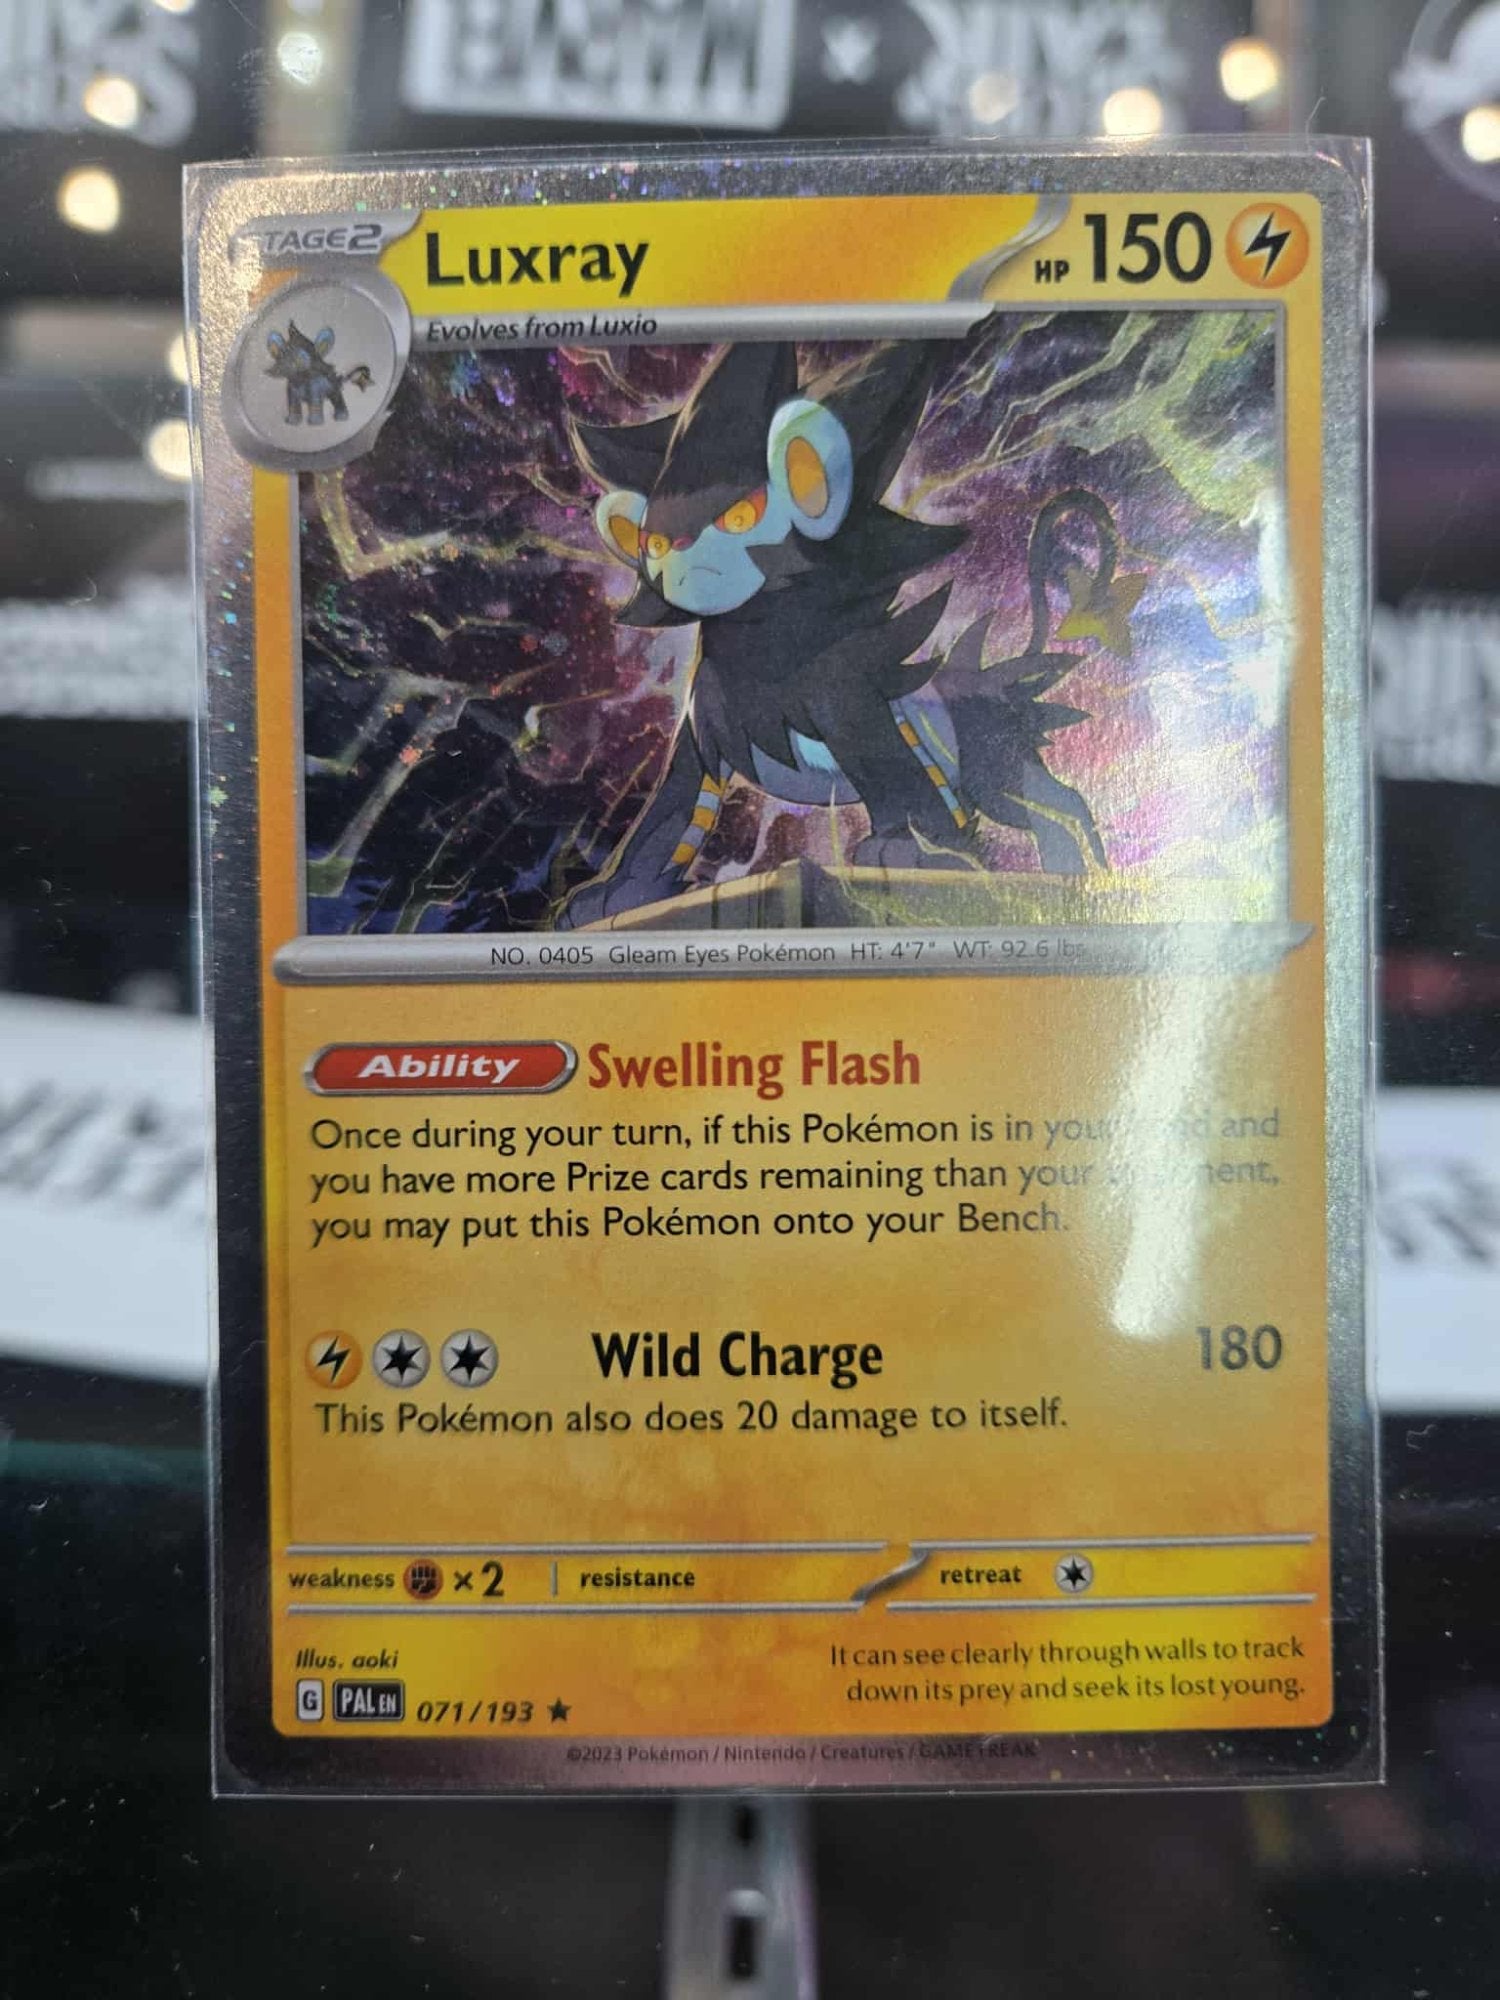 STAGE2
Luxray
HP 150
Evolves from Luxio
NO. 0405 Gleam Eyes Pokémon HT: 4'7" WT: 92.6 lbs
Ability Swelling Flash
Once during your turn, if this Pokémon is in your and
you have more Prize cards remaining than your
you may put this Pokémon onto your Bench.
Wild Charge 180
This Pokémon also does 20 damage to itself.
weakness ×2 resistance retreat
Illus. aoki
It can see clearly through walls to track
down its prey and seek its lost young.
G PAL EN 071/193
©2023 Pokémon / Nintendo / Creatures / GAME FREAK